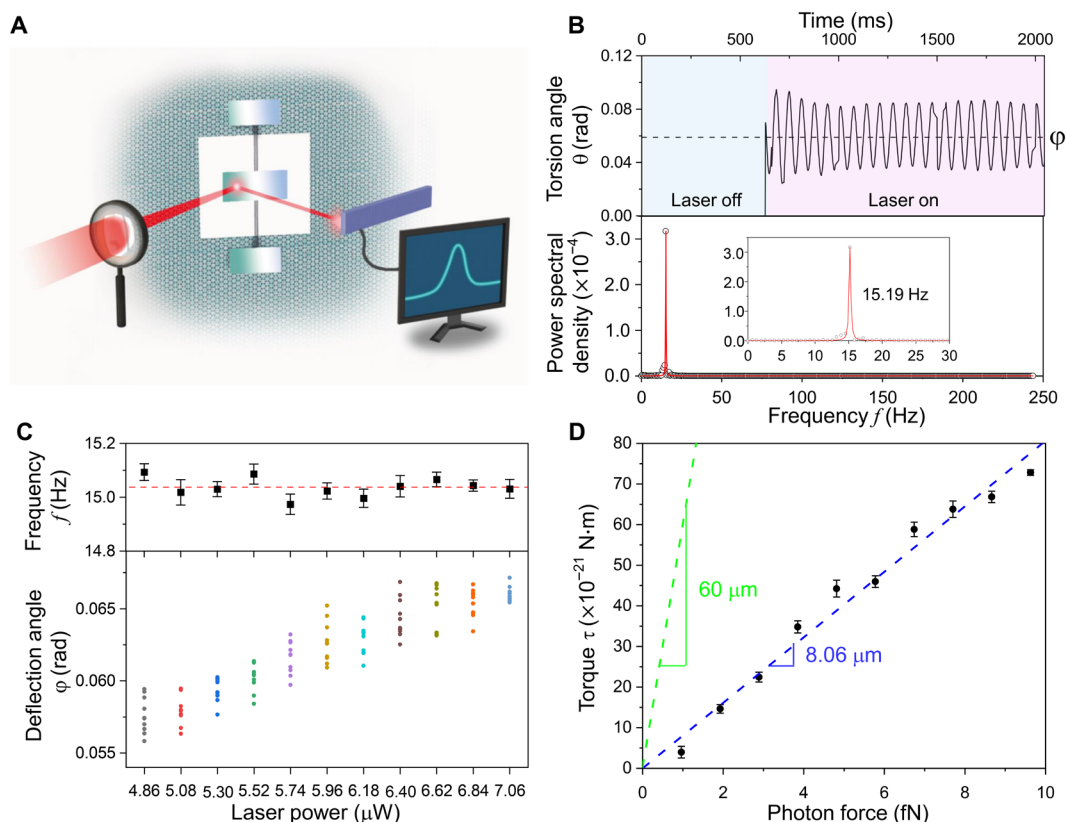 A
B
Time (ms)
0 500 1000 1500 2000
0.12
0.08
0.04
0.00
Torsion angle
θ (rad)
φ
Laser off
Laser on
3.0
2.0
1.0
0.0
Power spectral
density (×10⁻⁴)
3.0
2.0
1.0
0.0
15.19 Hz
0 5 10 15 20 25 30
0 50 100 150 200 250
Frequency f (Hz)
C
15.2
15.0
14.8
Frequency
f (Hz)
0.065
0.060
0.055
Deflection angle
φ (rad)
4.86 5.08 5.30 5.52 5.74 5.96 6.18 6.40 6.62 6.84 7.06
Laser power (μW)
D
80
70
60
50
40
30
20
10
0
Torque τ (×10⁻²¹ N·m)
60 μm
8.06 μm
0 2 4 6 8 10
Photon force (fN)